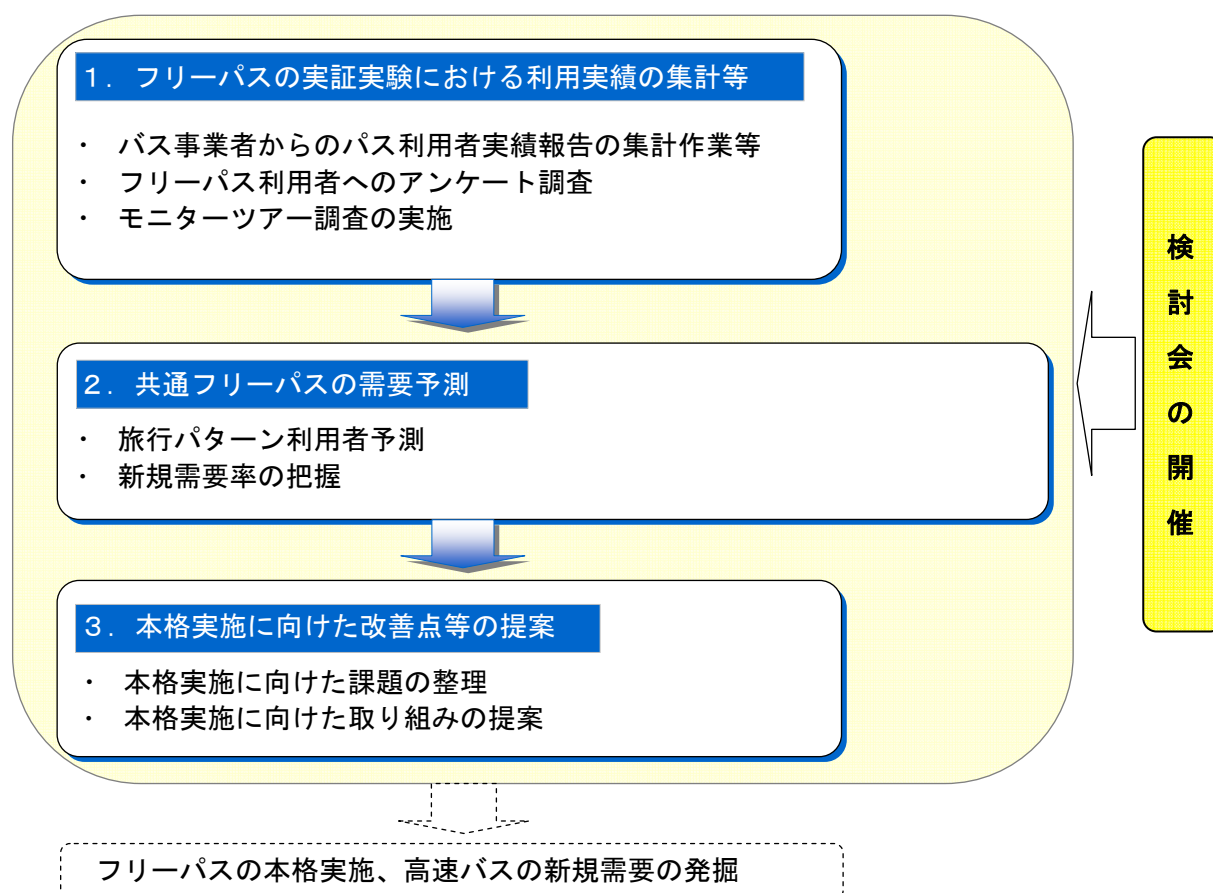 １．フリーパスの実証実験における利用実績の集計等
・ バス事業者からのパス利用者実績報告の集計作業等
・ フリーパス利用者へのアンケート調査
・ モニターツアー調査の実施
２．共通フリーパスの需要予測
・ 旅行パターン利用者予測
・ 新規需要率の把握
３．本格実施に向けた改善点等の提案
・ 本格実施に向けた課題の整理
・ 本格実施に向けた取り組みの提案
フリーパスの本格実施、高速バスの新規需要の発掘
検討会の開催